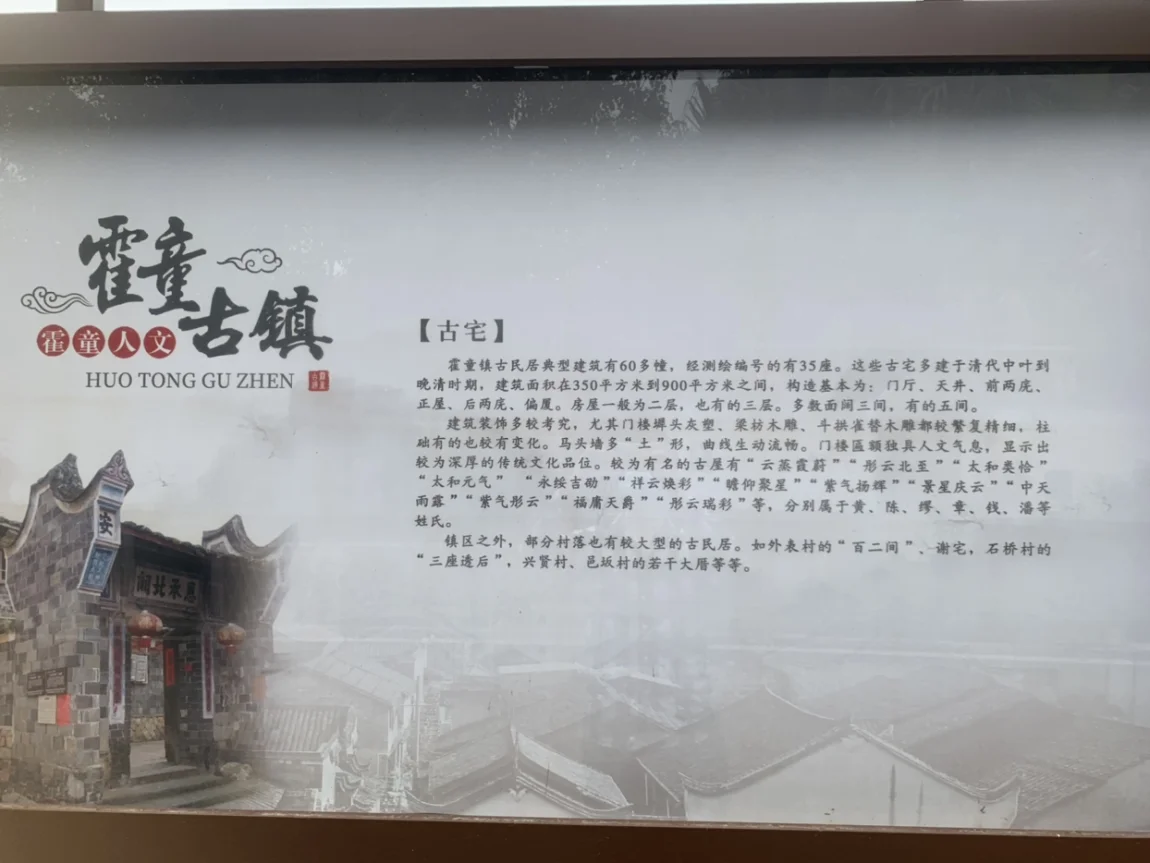 霍童
古镇
霍童人文
HUO TONG GU ZHEN
【古宅】
霍童镇古民居典型建筑有60多幢，经测绘编号的有35座。这些古宅多建于清代中叶到
晚清时期，建筑面积在350平方米到900平方米之间，构造基本为：门厅、天井、前两庑、
正屋、后两庑、偏厦。房屋一般为二层，也有的三层。多数面阔三间，有的五间。
建筑装饰多较考究，尤其门楼墀头灰塑、梁枋木雕、斗拱雀替木雕都较繁复精细，柱
础有的也较有变化。马头墙多“土”形，曲线生动流畅。门楼匾额独具人文气息，显示出
较为深厚的传统文化品位。较为有名的古屋有“云蒸霞蔚”“彤云北至”“太和奂恰”
“太和元气” “永绥吉劭”“祥云焕彩”“瞻仰聚星”“紫气扬辉”“景星庆云”“中天
雨露”“紫气彤云”“福庸天爵”“彤云瑞彩”等，分别属于黄、陈、缪、章、钱、潘等
姓氏。
镇区之外，部分村落也有较大型的古民居。如外表村的“百二间”、谢宅，石桥村的
“三座透后”，兴贤村、邑坂村的若干大厝等等。
安
阙北承恩